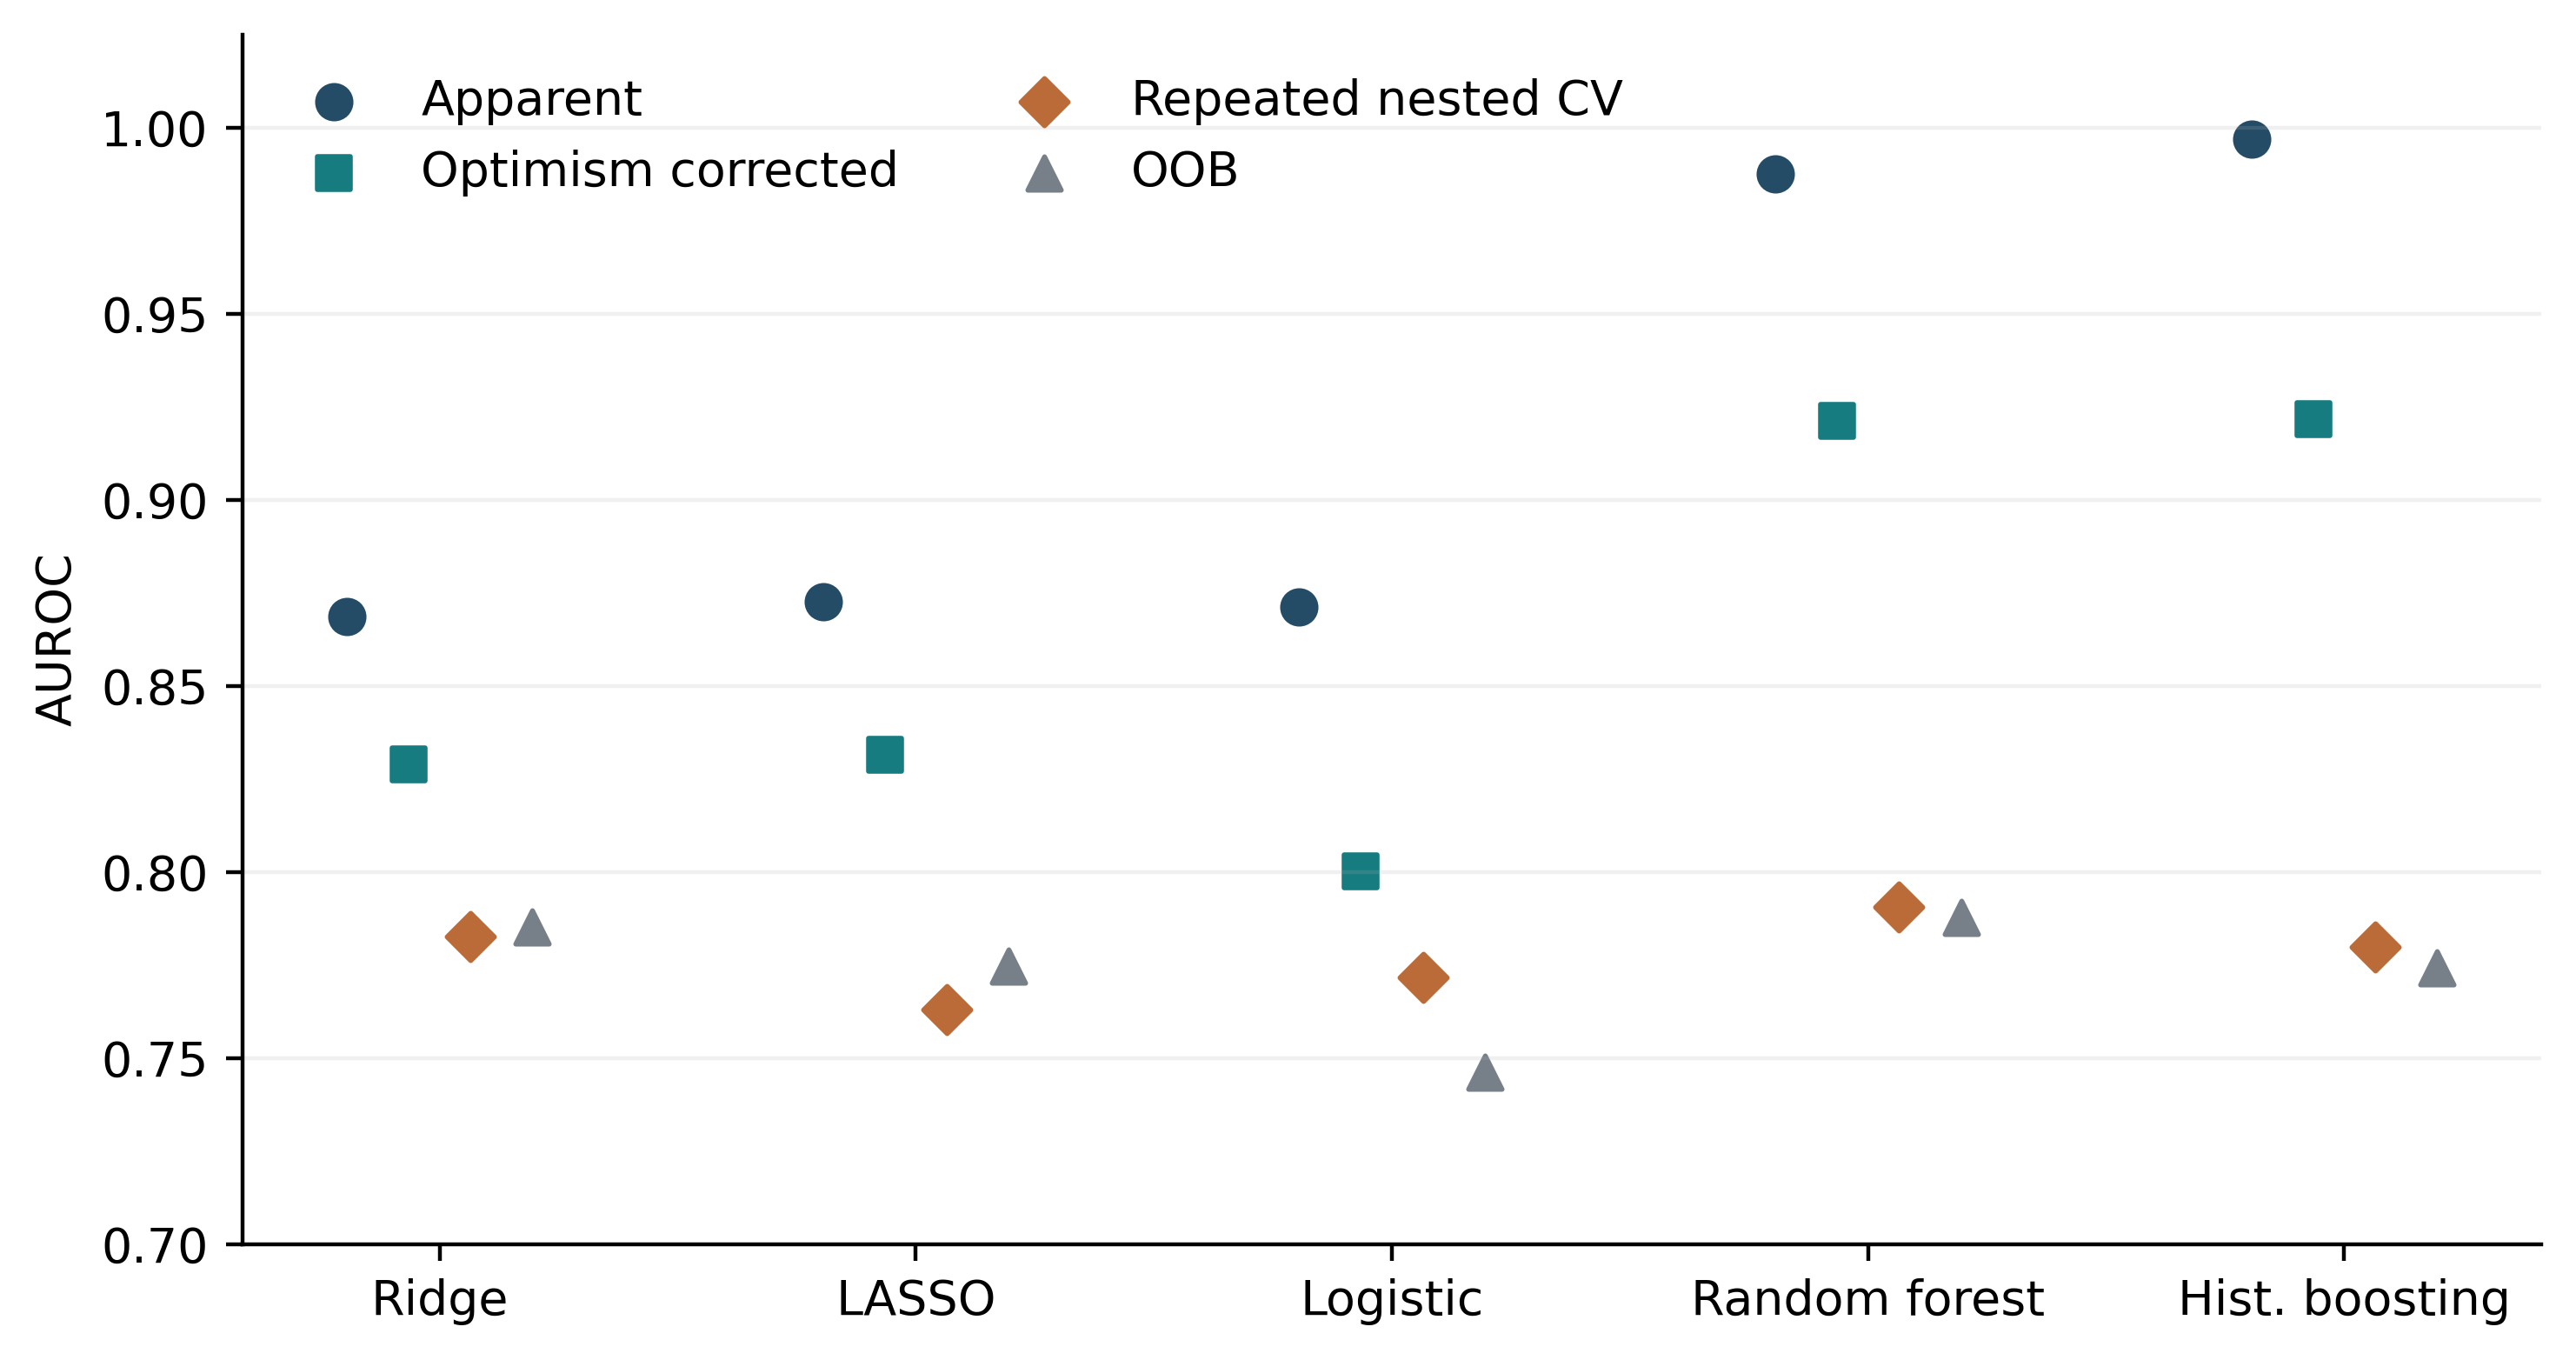 Apparent
Optimism corrected
Repeated nested CV
OOB
AUROC
1.00
0.95
0.90
0.85
0.80
0.75
0.70
Ridge
LASSO
Logistic
Random forest
Hist. boosting